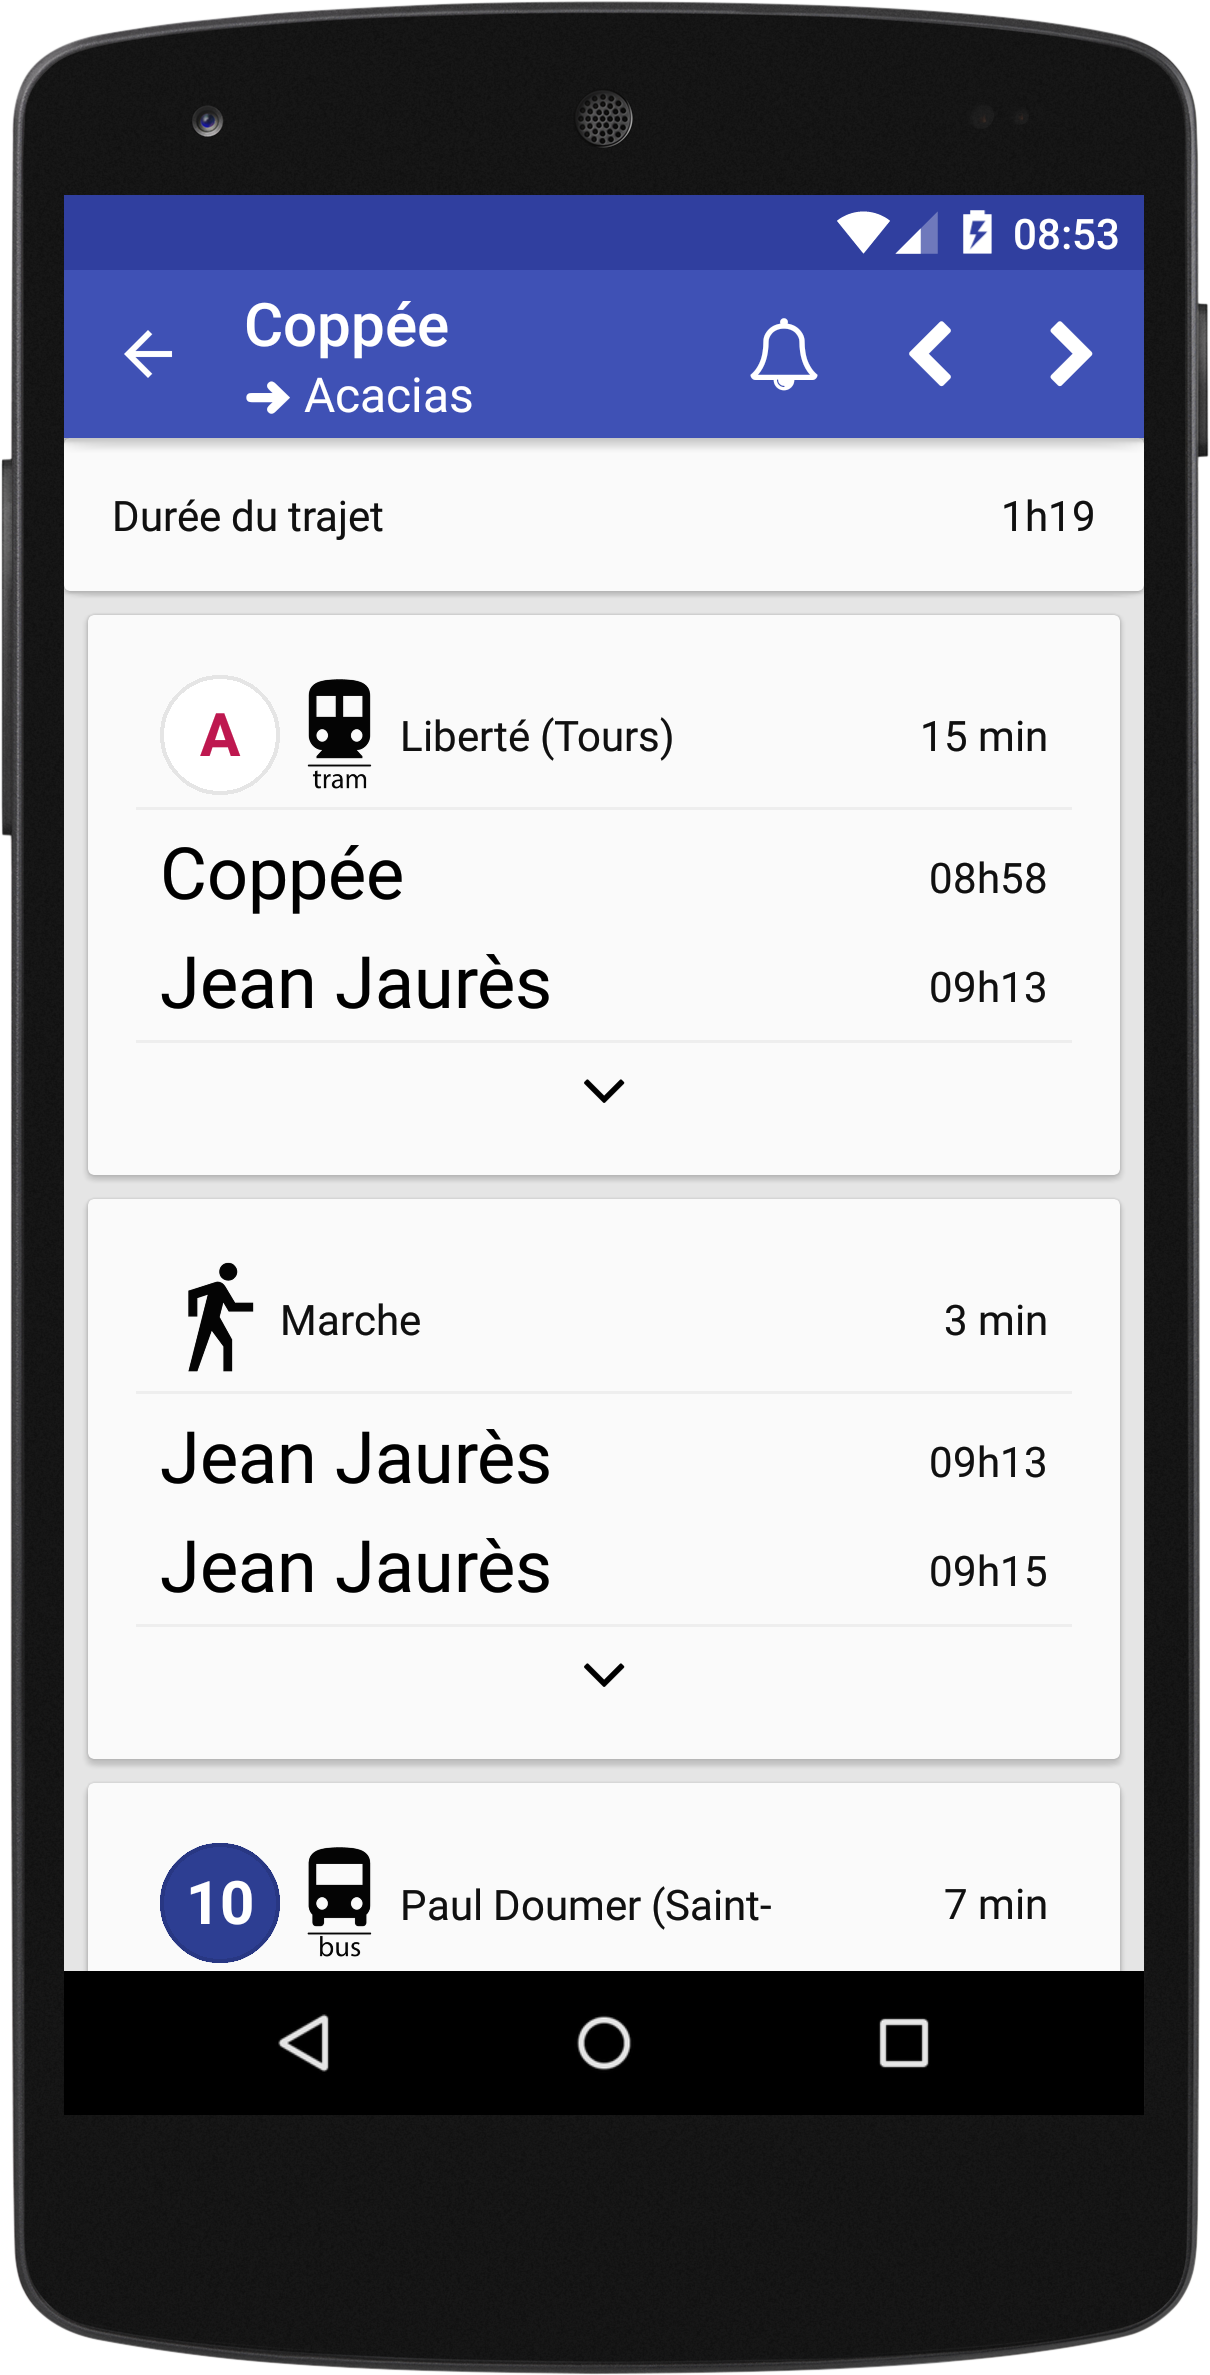 08:53
Coppée
→ Acacias
Durée du trajet 1h19
A tram Liberté (Tours) 15 min
Coppée 08h58
Jean Jaurès 09h13
Marche 3 min
Jean Jaurès 09h13
Jean Jaurès 09h15
10 bus Paul Doumer (Saint- 7 min